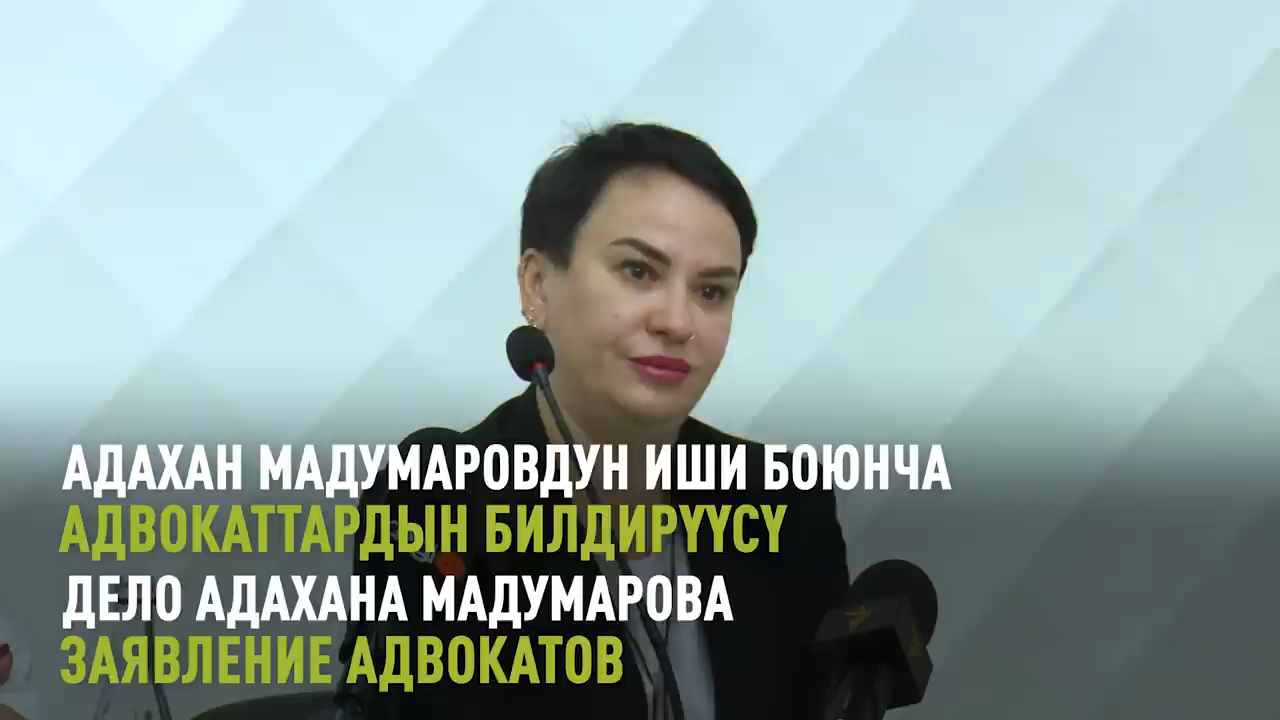 АДАХАН МАДУМАРОВДУН ИШИ БОЮНЧА
АДВОКАТТАРДЫН БИЛДИРҮҮСҮ
ДЕЛО АДАХАНА МАДУМАРОВА
ЗАЯВЛЕНИЕ АДВОКАТОВ